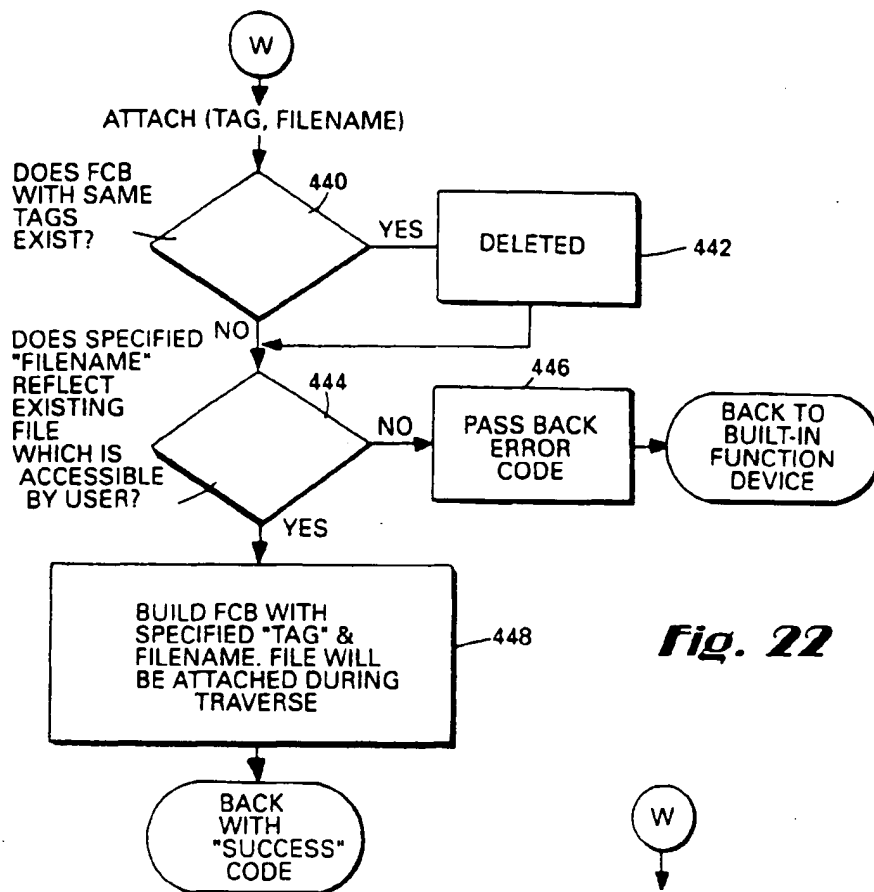 W
ATTACH (TAG, FILENAME)
DOES FCB
WITH SAME
TAGS
EXIST?
440
YES
DELETED
442
NO
DOES SPECIFIED
"FILENAME"
REFLECT
EXISTING
FILE
WHICH IS
ACCESSIBLE
BY USER?
444
NO
446
PASS BACK
ERROR
CODE
BACK TO
BUILT-IN
FUNCTION
DEVICE
YES
BUILD FCB WITH
SPECIFIED "TAG" &
FILENAME. FILE WILL
BE ATTACHED DURING
TRAVERSE
448
Fig. 22
BACK
WITH
"SUCCESS"
CODE
W